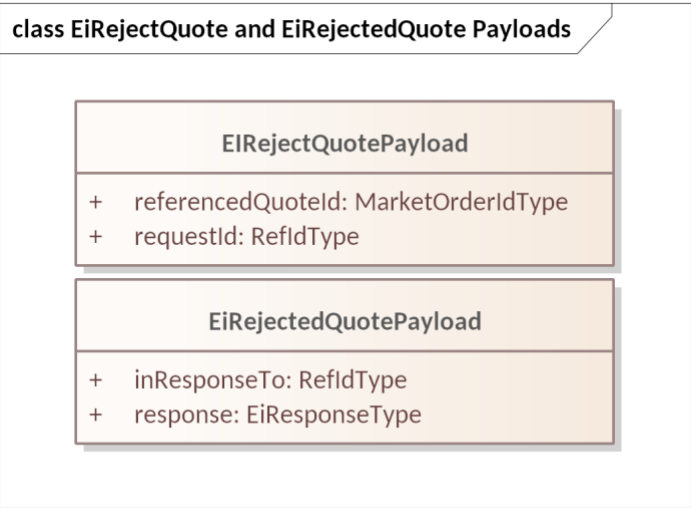 class EiRejectQuote and EiRejectedQuote Payloads
EIRejectQuotePayload
+ referencedQuoteId: MarketOrderIdType
+ requestId: RefIdType
EiRejectedQuotePayload
+ inResponseTo: RefIdType
+ response: EiResponseType